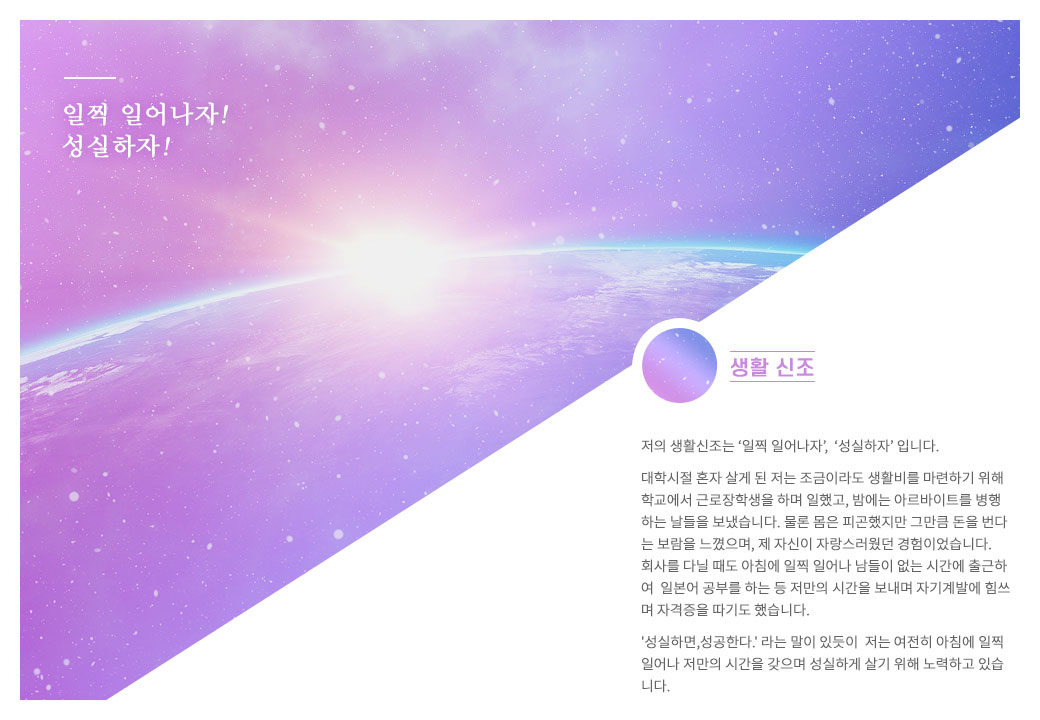 일찍 일어나자!
성실하자!
생활 신조
저의 생활신조는 ‘일찍 일어나자’, ‘성실하자’ 입니다.
대학시절 혼자 살게 된 저는 조금이라도 생활비를 마련하기 위해
학교에서 근로장학생을 하며 일했고, 밤에는 아르바이트를 병행
하는 날들을 보냈습니다. 물론 몸은 피곤했지만 그만큼 돈을 번다
는 보람을 느꼈으며, 제 자신이 자랑스러웠던 경험이었습니다.
회사를 다닐 때도 아침에 일찍 일어나 남들이 없는 시간에 출근하
여 일본어 공부를 하는 등 저만의 시간을 보내며 자기계발에 힘쓰
며 자격증을 따기도 했습니다.
'성실하면,성공한다.' 라는 말이 있듯이 저는 여전히 아침에 일찍
일어나 저만의 시간을 갖으며 성실하게 살기 위해 노력하고 있습
니다.